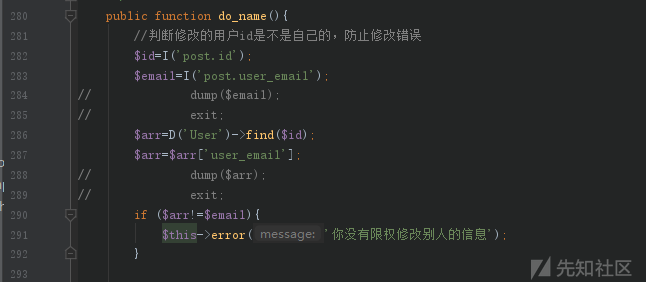 280 public function do_name(){
281 //判断修改的用户id是不是自己的，防止修改错误
282 $id=I('post.id');
283 $email=I('post.user_email');
284 // dump($email);
285 // exit;
286 $arr=D('User')->find($id);
287 $arr=$arr['user_email'];
288 // dump($arr);
289 // exit;
290 if ($arr!=$email){
291 $this->error( message: '你没有限权修改别人的信息');
292 }
293
先知社区